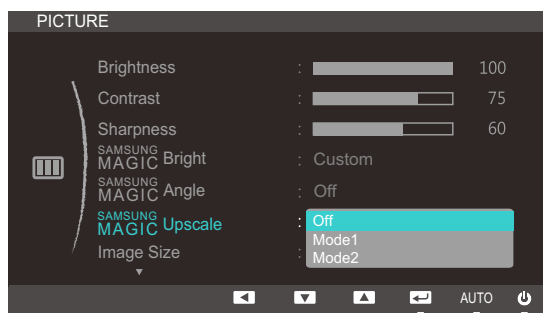 PICTURE
Brightness : 100
Contrast : 75
Sharpness : 60
SAMSUNG
MAGIC Bright : Custom
SAMSUNG
MAGIC Angle : Off
SAMSUNG
MAGIC Upscale : Off
Mode1
Image Size : Mode2
AUTO